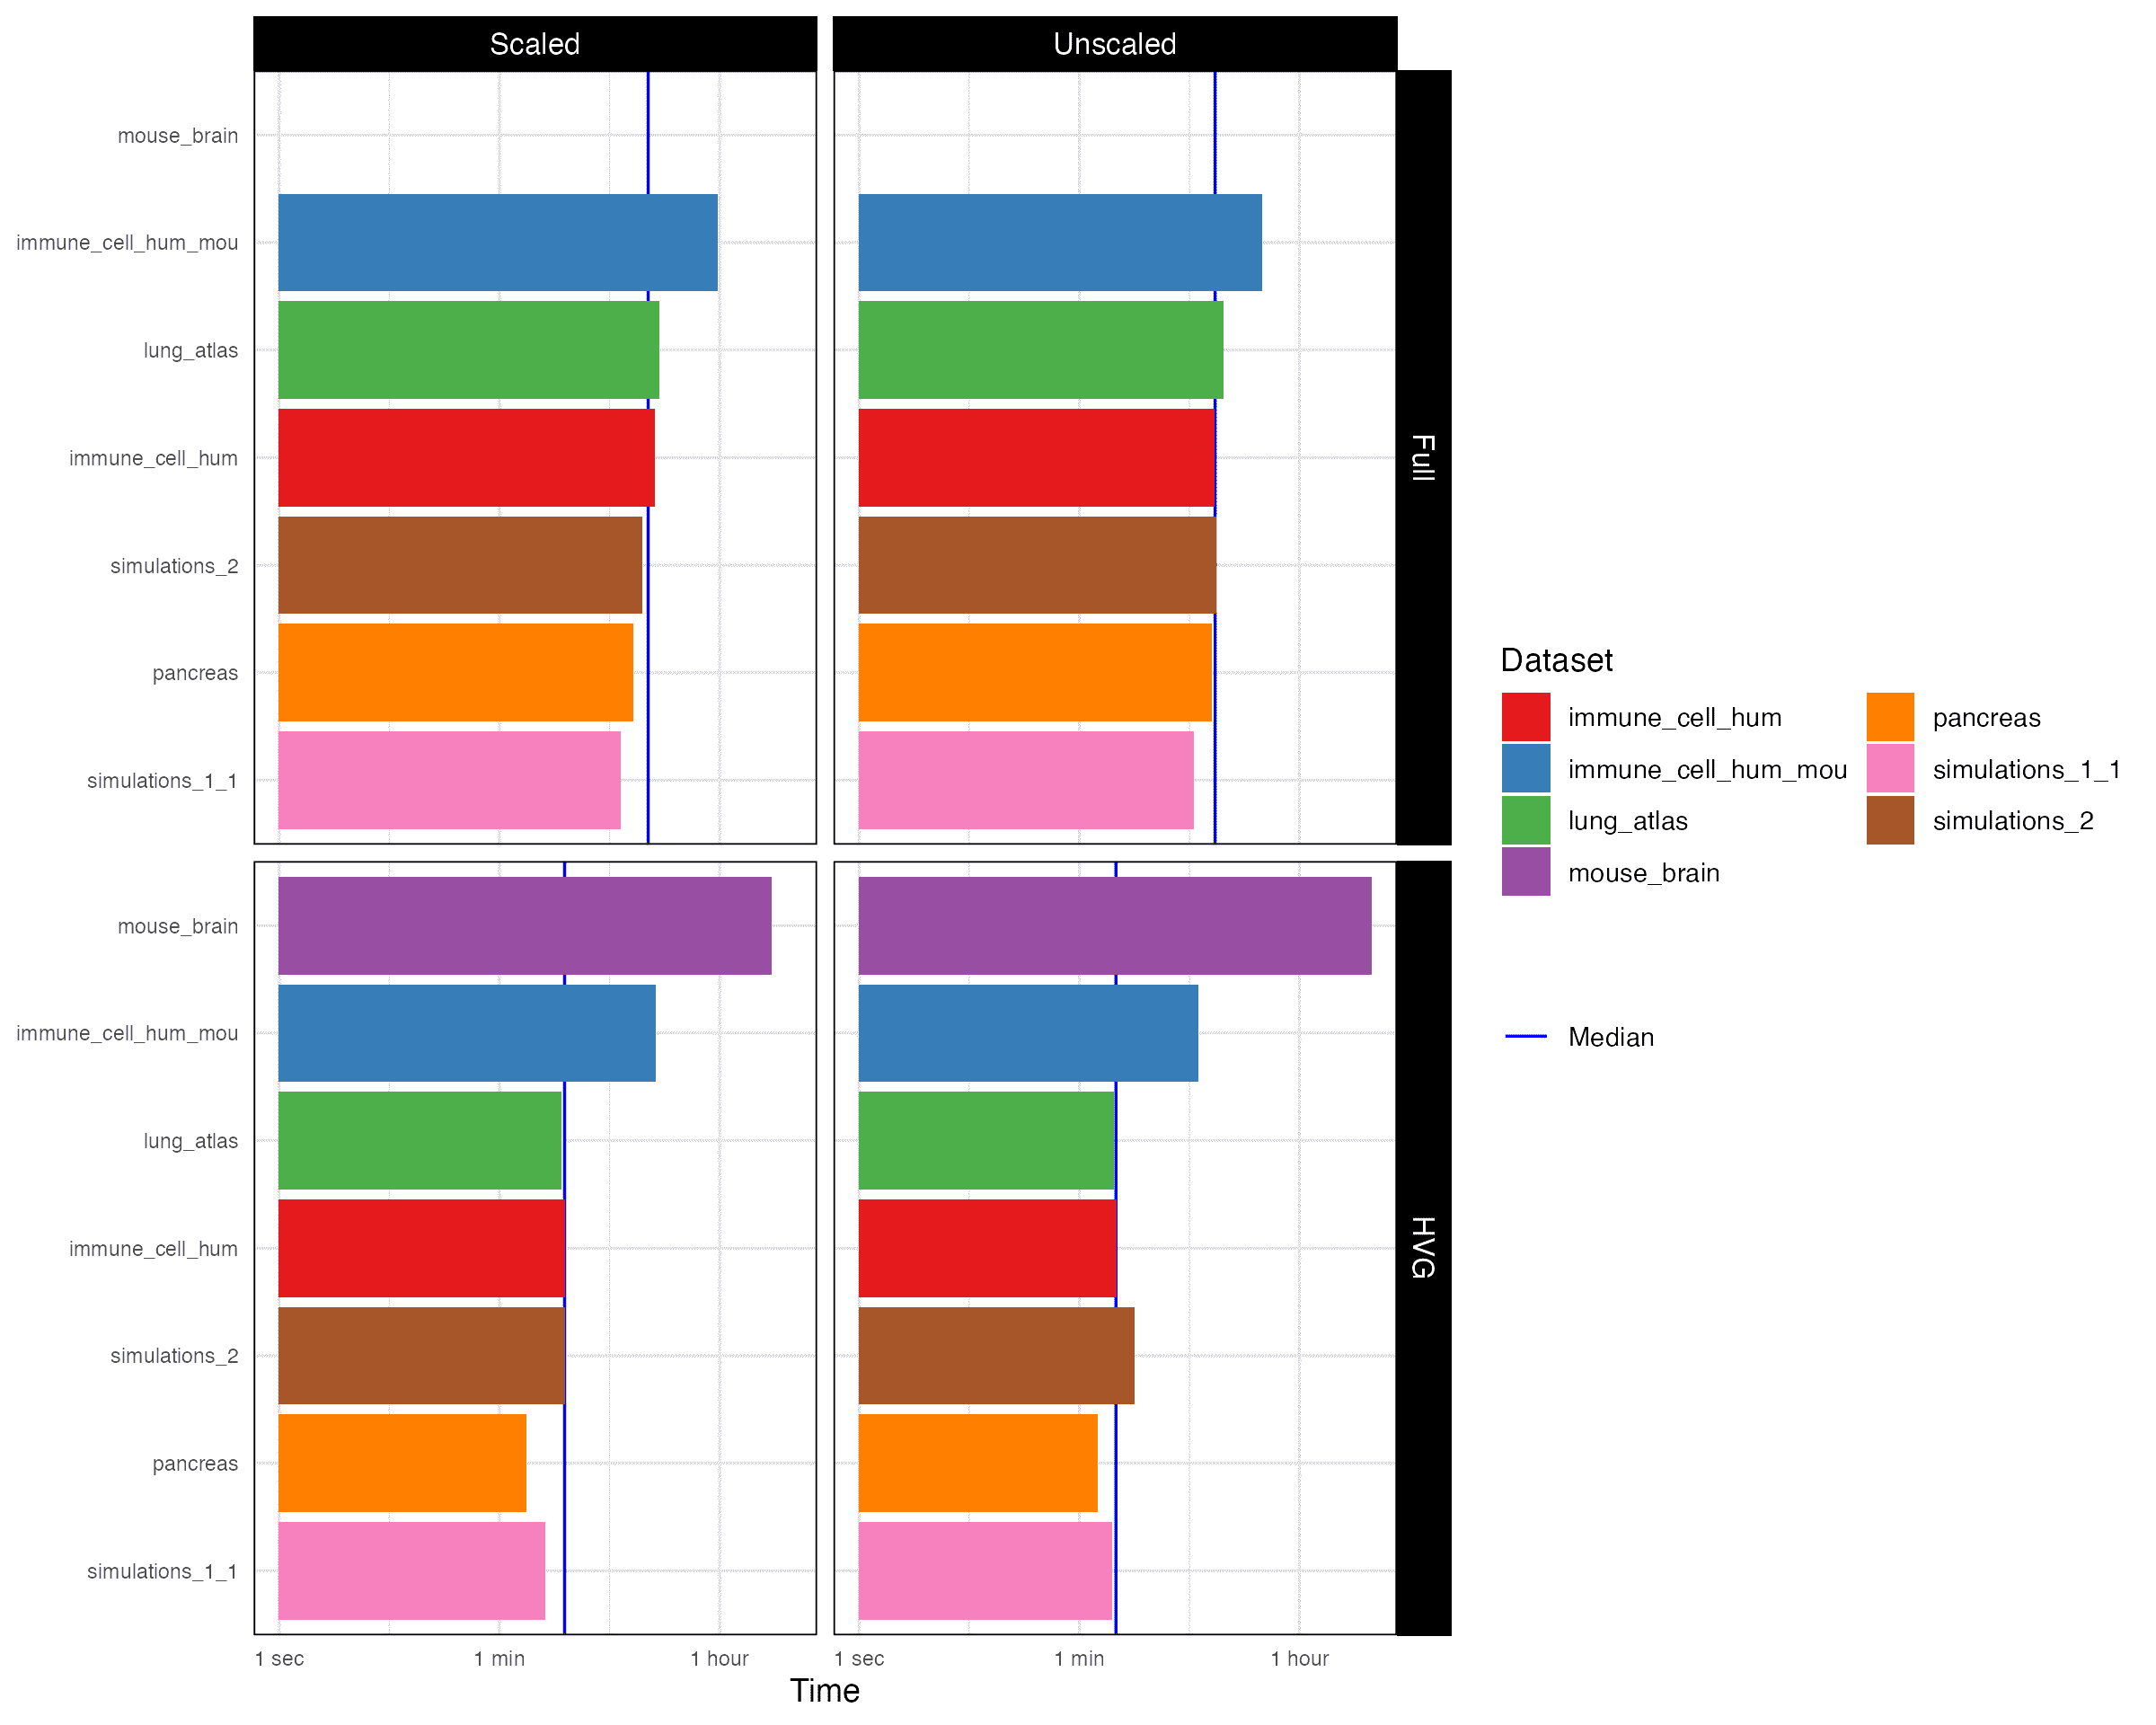 Scaled
Unscaled
mouse_brain
immune_cell_hum_mou
lung_atlas
immune_cell_hum
simulations_2
pancreas
simulations_1_1
Full
mouse_brain
immune_cell_hum_mou
lung_atlas
immune_cell_hum
simulations_2
pancreas
simulations_1_1
HVG
1 sec
1 min
1 hour
1 sec
1 min
1 hour
Time
Dataset
immune_cell_hum
immune_cell_hum_mou
lung_atlas
mouse_brain
pancreas
simulations_1_1
simulations_2
Median